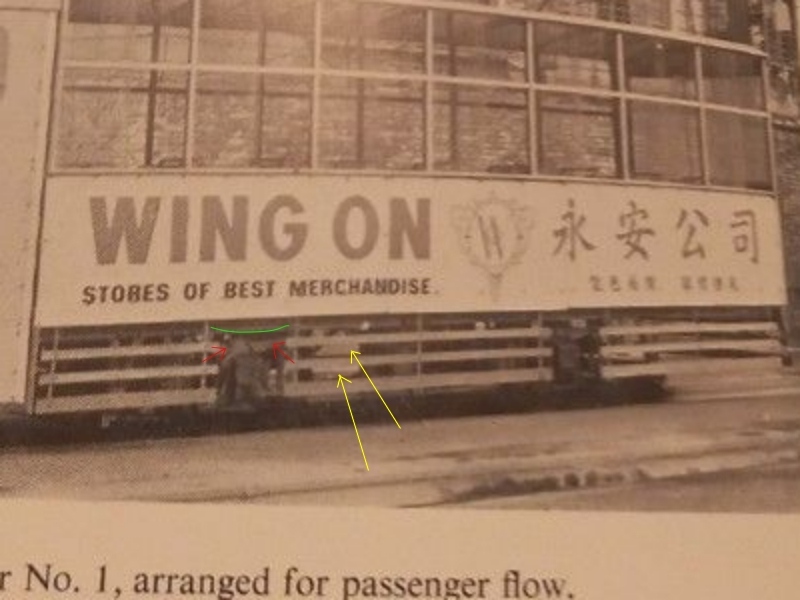 WING ON W 永安公司
STORES OF BEST MERCHANDISE.
r No. 1, arranged for passenger flow.